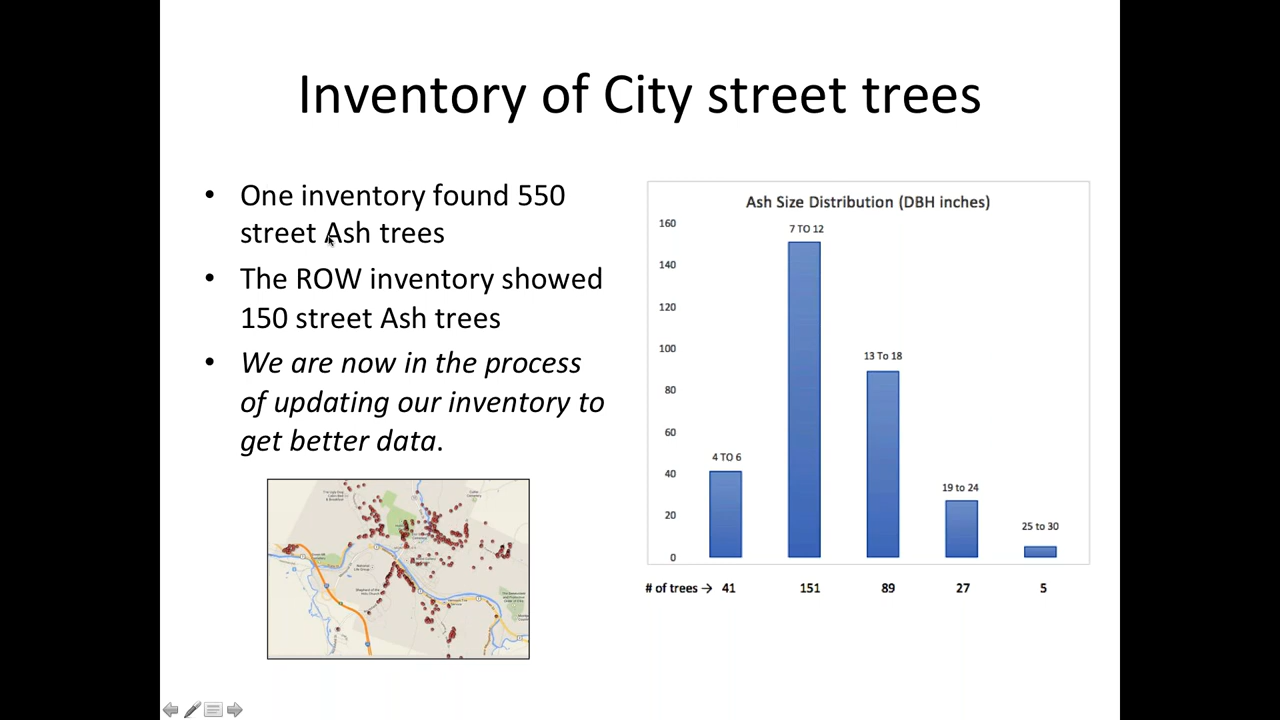 Inventory of City street trees
• One inventory found 550
street Ash trees
• The ROW inventory showed
150 street Ash trees
• We are now in the process
of updating our inventory to
get better data.
Ash Size Distribution (DBH inches)
160
140
120
100
80
60
40
20
0
4 TO 6
7 TO 12
13 To 18
19 to 24
25 to 30
# of trees → 41 151 89 27 5